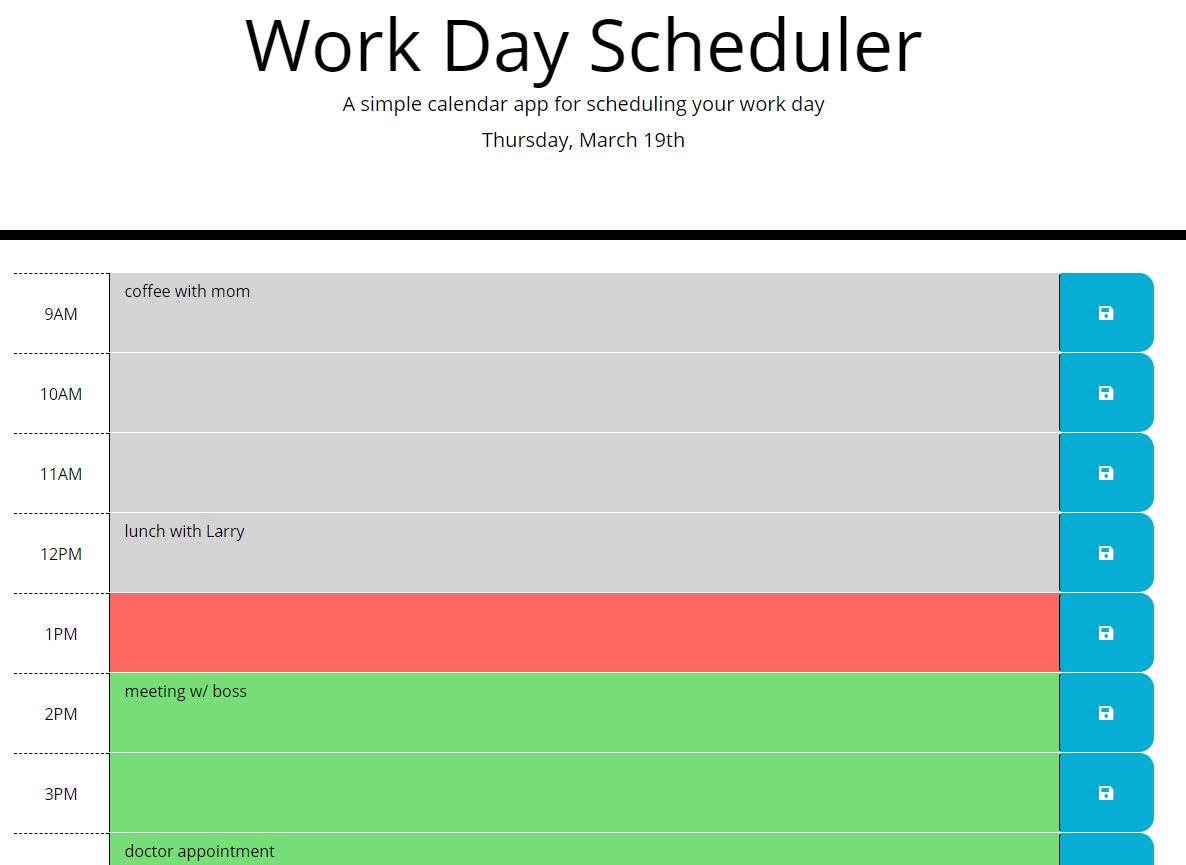 Work Day Scheduler
A simple calendar app for scheduling your work day
Thursday, March 19th
9AM
coffee with mom
10AM
11AM
12PM
lunch with Larry
1PM
2PM
meeting w/ boss
3PM
doctor appointment